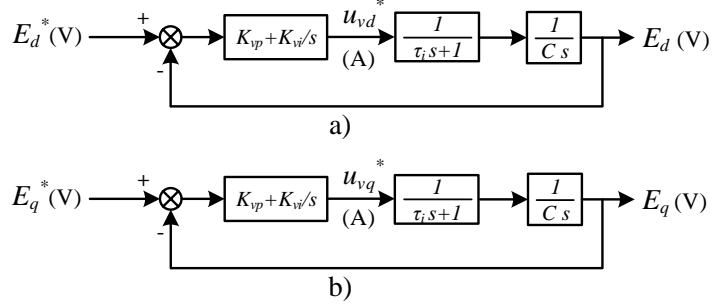 E_d^*(V) + - K_vp+K_vi/s u_vd^* (A) 1/(τ_i s+1) 1/(C s) E_d (V)
a)
E_q^*(V) + - K_vp+K_vi/s u_vq^* (A) 1/(τ_i s+1) 1/(C s) E_q (V)
b)